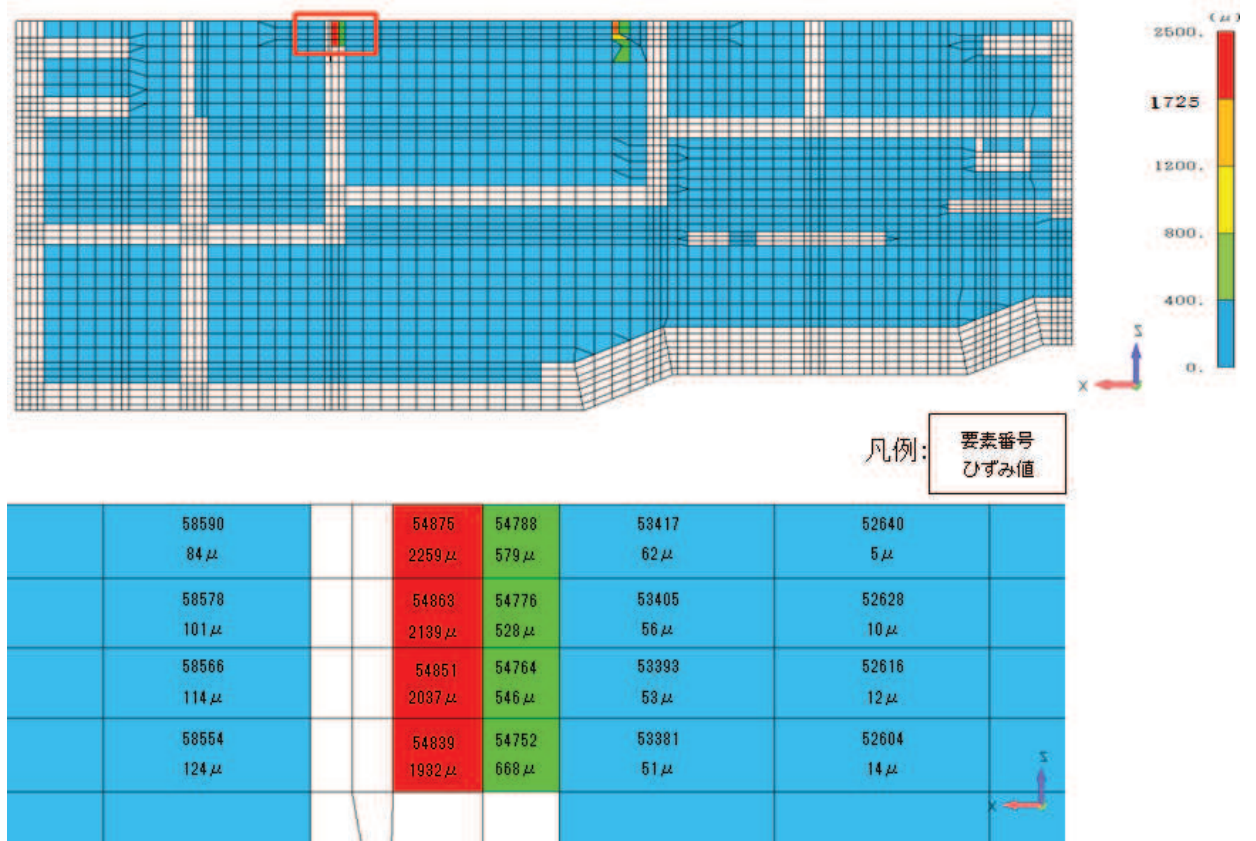 (μ)
2500.
1725
1200.
800.
400.
0.
Z
X
凡例:
要素番号
ひずみ値
58590 54875 54788 53417 52640
84μ 2259μ 579μ 62μ 5μ
58578 54863 54776 53405 52628
101μ 2139μ 528μ 56μ 10μ
58566 54851 54764 53393 52616
114μ 2037μ 546μ 53μ 12μ
58554 54839 54752 53381 52604
124μ 1932μ 668μ 51μ 14μ
Z
X